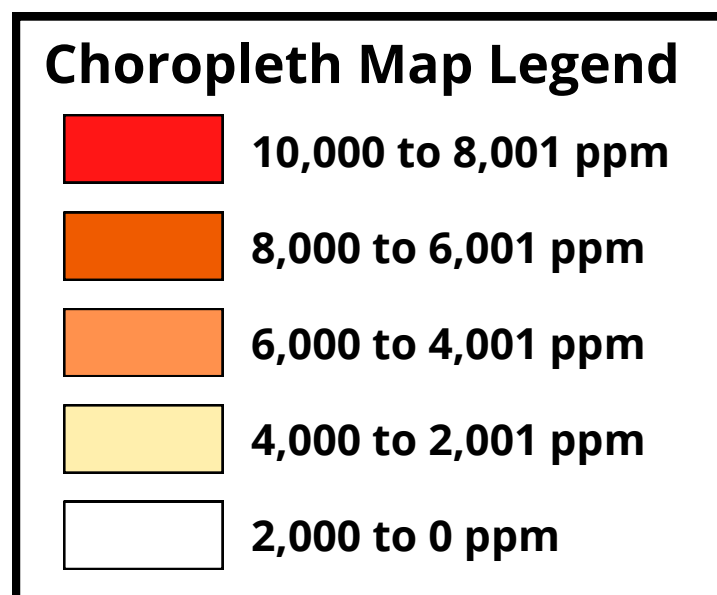 Choropleth Map Legend
10,000 to 8,001 ppm
8,000 to 6,001 ppm
6,000 to 4,001 ppm
4,000 to 2,001 ppm
2,000 to 0 ppm